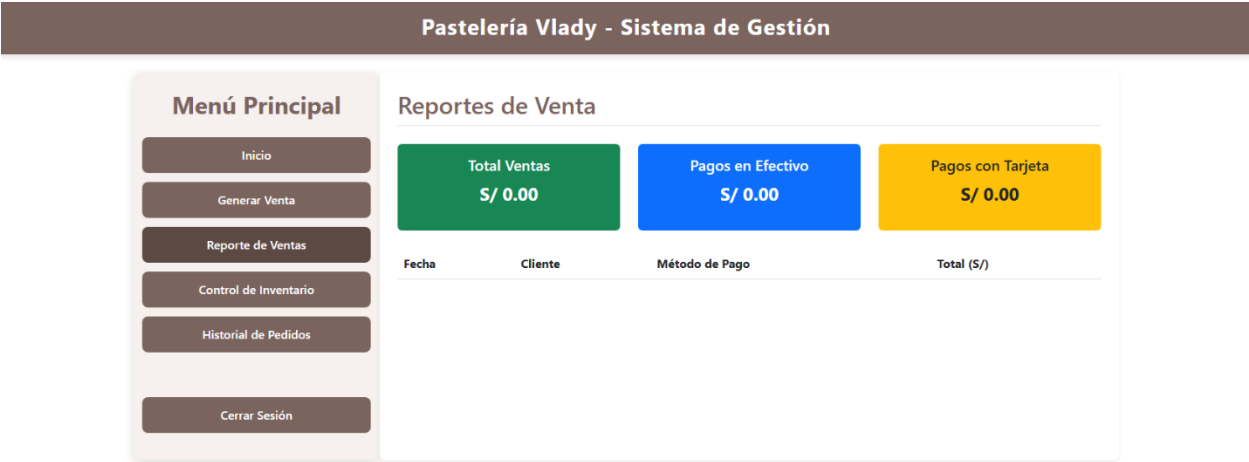 Pastelería Vlady - Sistema de Gestión
Menú Principal
Inicio
Generar Venta
Reporte de Ventas
Control de Inventario
Historial de Pedidos
Cerrar Sesión
Reportes de Venta
Total Ventas
S/ 0.00
Pagos en Efectivo
S/ 0.00
Pagos con Tarjeta
S/ 0.00
Fecha Cliente Método de Pago Total (S/)